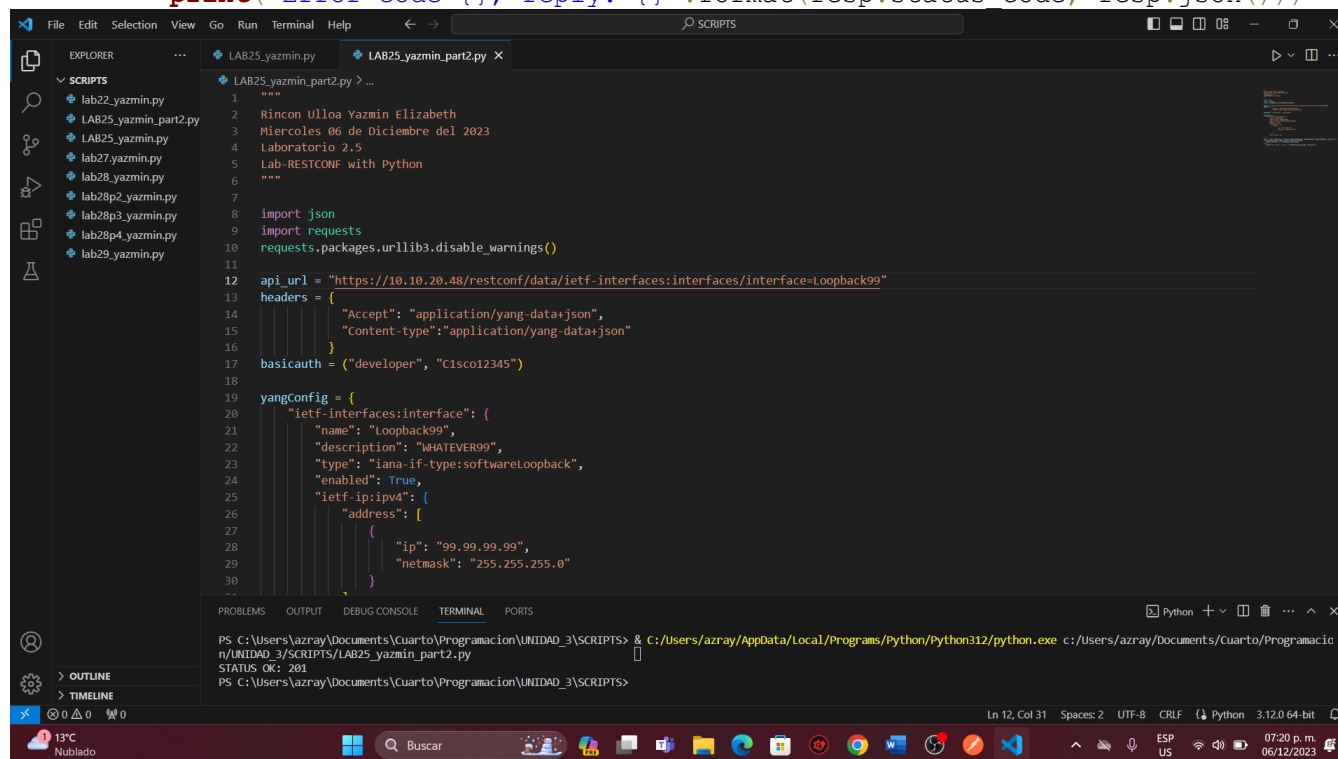 print("Error code {}, reply: {}".format(resp.status_code, resp.json()))
File Edit Selection View Go Run Terminal Help
SCRIPTS
EXPLORER
LAB25_yazmin.py
LAB25_yazmin_part2.py
SCRIPTS
lab22_yazmin.py
LAB25_yazmin_part2.py
LAB25_yazmin.py
lab27.yazmin.py
lab28_yazmin.py
lab28p2_yazmin.py
lab28p3_yazmin.py
lab28p4_yazmin.py
lab29_yazmin.py
OUTLINE
TIMELINE
LAB25_yazmin_part2.py > ...
1 """
2 Rincon Ulloa Yazmin Elizabeth
3 Miercoles 06 de Diciembre del 2023
4 Laboratorio 2.5
5 Lab-RESTCONF with Python
6 """
7
8 import json
9 import requests
10 requests.packages.urllib3.disable_warnings()
11
12 api_url = "https://10.10.20.48/restconf/data/ietf-interfaces:interfaces/interface=Loopback99"
13 headers = {
14 "Accept": "application/yang-data+json",
15 "Content-type":"application/yang-data+json"
16 }
17 basicauth = ("developer", "C1sco12345")
18
19 yangConfig = {
20 "ietf-interfaces:interface": {
21 "name": "Loopback99",
22 "description": "WHATEVER99",
23 "type": "iana-if-type:softwareLoopback",
24 "enabled": True,
25 "ietf-ip:ipv4": {
26 "address": [
27 {
28 "ip": "99.99.99.99",
29 "netmask": "255.255.255.0"
30 }
PROBLEMS OUTPUT DEBUG CONSOLE TERMINAL PORTS
Python
PS C:\Users\azray\Documents\Cuarto\Programacion\UNIDAD_3\SCRIPTS> & C:/Users/azray/AppData/Local/Programs/Python/Python312/python.exe c:/Users/azray/Documents/Cuarto/Programacio
n/UNIDAD_3/SCRIPTS/LAB25_yazmin_part2.py
STATUS OK: 201
PS C:\Users\azray\Documents\Cuarto\Programacion\UNIDAD_3\SCRIPTS>
0 0 0 Ln 12, Col 31 Spaces: 2 UTF-8 CRLF Python 3.12.0 64-bit
1 13°C
Nublado
Buscar
ESP
US
07:20 p. m.
06/12/2023